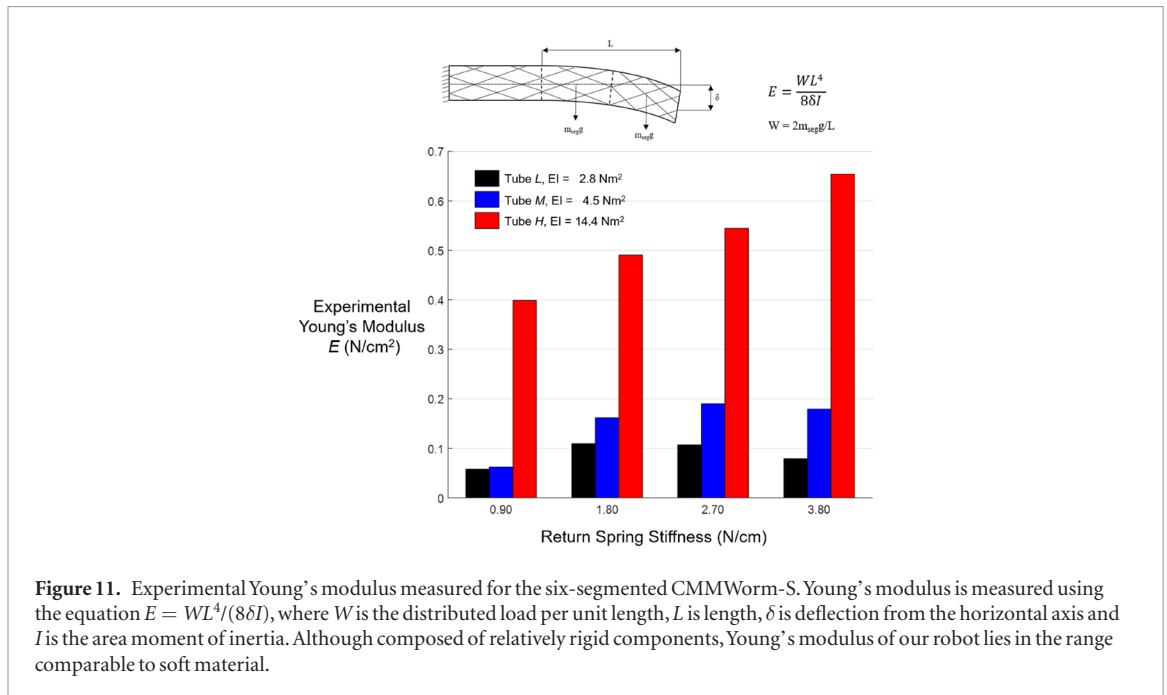 L
δ
m_seg g
m_seg g
E = WL⁴/8δI
W = 2m_seg g/L
0.7
0.6
0.5
0.4
0.3
0.2
0.1
0
Tube L, EI = 2.8 Nm²
Tube M, EI = 4.5 Nm²
Tube H, EI = 14.4 Nm²
Experimental
Young's Modulus
E (N/cm²)
0.90 1.80 2.70 3.80
Return Spring Stiffness (N/cm)
Figure 11. Experimental Young's modulus measured for the six-segmented CMMWorm-S. Young's modulus is measured using
the equation E = WL⁴/(8δI), where W is the distributed load per unit length, L is length, δ is deflection from the horizontal axis and
I is the area moment of inertia. Although composed of relatively rigid components, Young's modulus of our robot lies in the range
comparable to soft material.